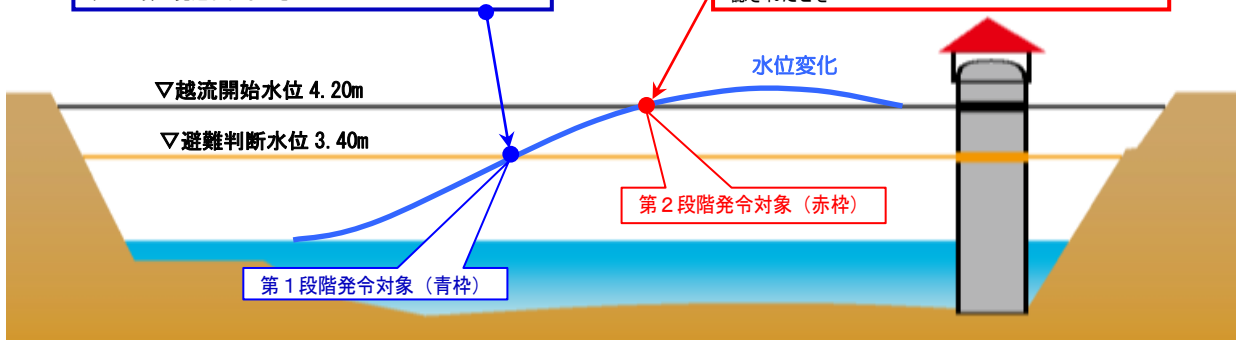 水位変化
▽越流開始水位 4.20m
▽避難判断水位 3.40m
第2段階発令対象（赤枠）
第1段階発令対象（青枠）